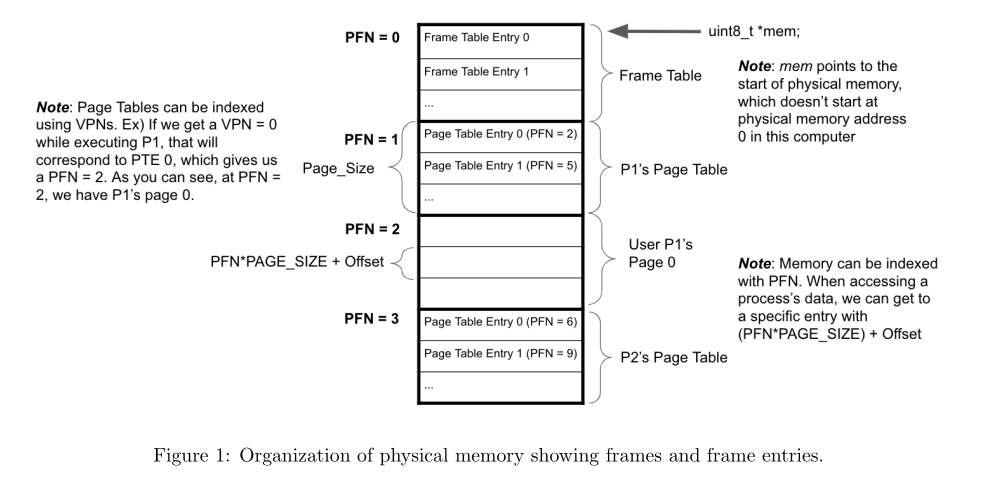 PFN = 0
Frame Table Entry 0
Frame Table Entry 1
...
Frame Table
uint8_t *mem;
Note: mem points to the
start of physical memory,
which doesn't start at
physical memory address
0 in this computer
Note: Page Tables can be indexed
using VPNs. Ex) If we get a VPN = 0
while executing P1, that will
correspond to PTE 0, which gives us
a PFN = 2. As you can see, at PFN =
2, we have P1's page 0.
PFN = 1
Page_Size
Page Table Entry 0 (PFN = 2)
Page Table Entry 1 (PFN = 5)
...
P1's Page Table
PFN = 2
PFN*PAGE_SIZE + Offset
User P1's
Page 0
Note: Memory can be indexed
with PFN. When accessing a
process's data, we can get to
a specific entry with
(PFN*PAGE_SIZE) + Offset
PFN = 3
Page Table Entry 0 (PFN = 6)
Page Table Entry 1 (PFN = 9)
...
P2's Page Table
Figure 1: Organization of physical memory showing frames and frame entries.